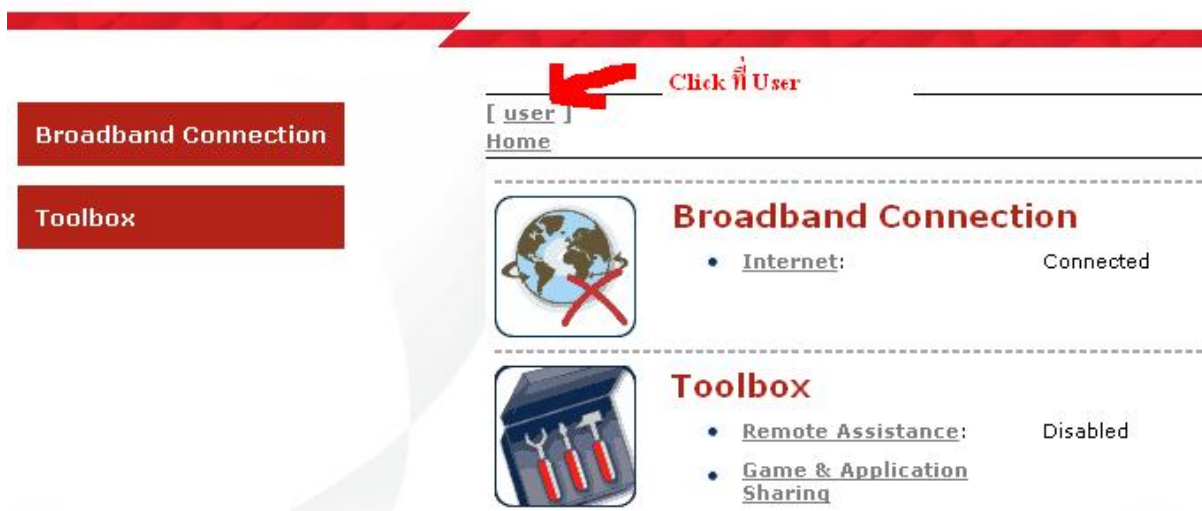 Click ที่ User
[ user ]
Home
Broadband Connection
Toolbox
Broadband Connection
Internet: Connected
Toolbox
Remote Assistance: Disabled
Game & Application
Sharing